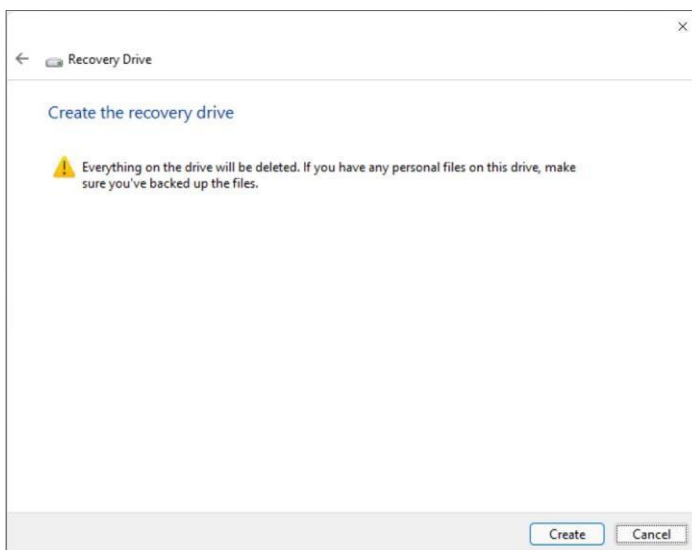 Recovery Drive
Create the recovery drive
Everything on the drive will be deleted. If you have any personal files on this drive, make
sure you've backed up the files.
Create
Cancel